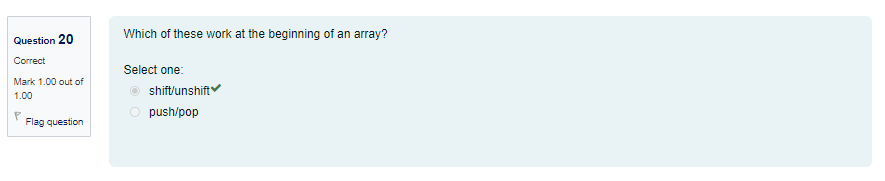 Question 20
Correct
Mark 1.00 out of
1.00
Flag question
Which of these work at the beginning of an array?
Select one:
shift/unshift
push/pop